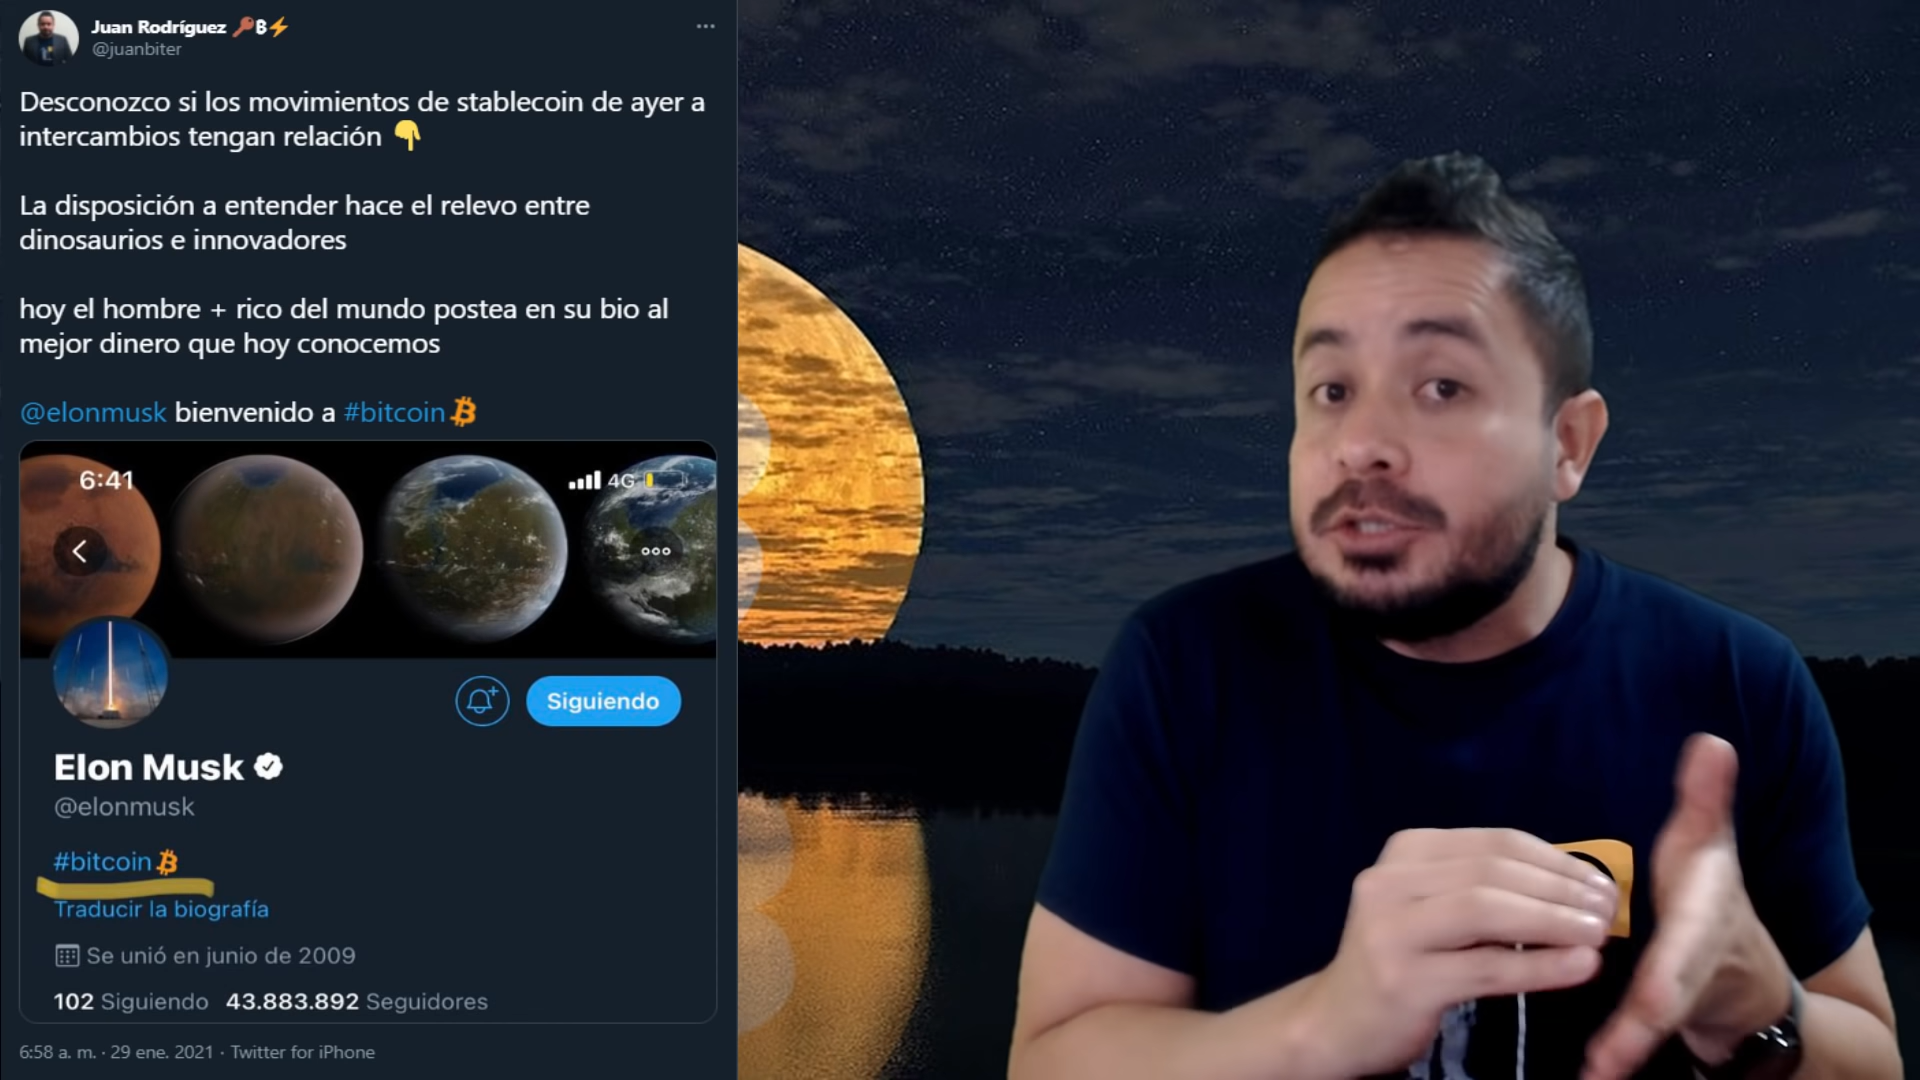 Juan Rodríguez 🔑B⚡
@juanbiter
Desconozco si los movimientos de stablecoin de ayer a
intercambios tengan relación 👇
La disposición a entender hace el relevo entre
dinosaurios e innovadores
hoy el hombre + rico del mundo postea en su bio al
mejor dinero que hoy conocemos
@elonmusk bienvenido a #bitcoin
6:41
4G
Siguiendo
Elon Musk
@elonmusk
#bitcoin
Traducir la biografía
Se unió en junio de 2009
102 Siguiendo 43.883.892 Seguidores
6:58 a. m. · 29 ene. 2021 · Twitter for iPhone